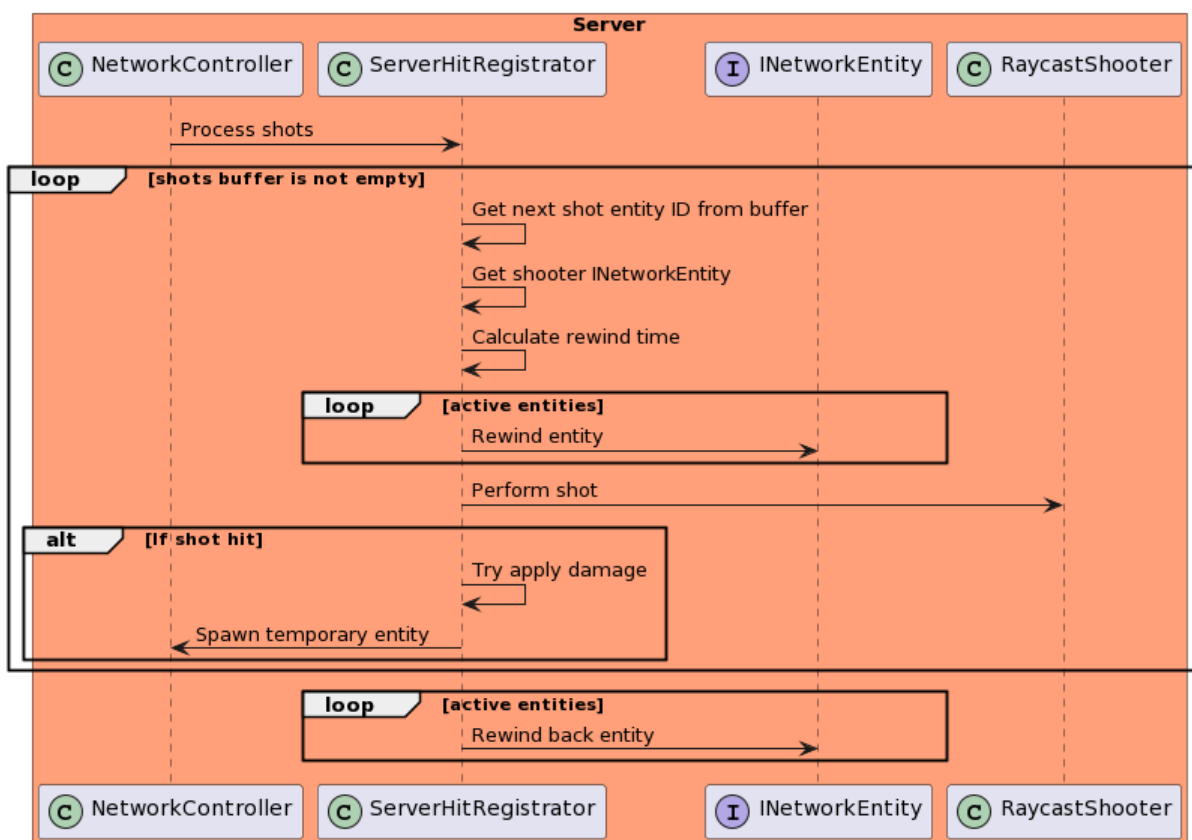 Server
C NetworkController
C ServerHitRegistrator
I INetworkEntity
C RaycastShooter
Process shots
loop [shots buffer is not empty]
Get next shot entity ID from buffer
Get shooter INetworkEntity
Calculate rewind time
loop [active entities]
Rewind entity
Perform shot
alt [If shot hit]
Try apply damage
Spawn temporary entity
loop [active entities]
Rewind back entity
C NetworkController
C ServerHitRegistrator
I INetworkEntity
C RaycastShooter